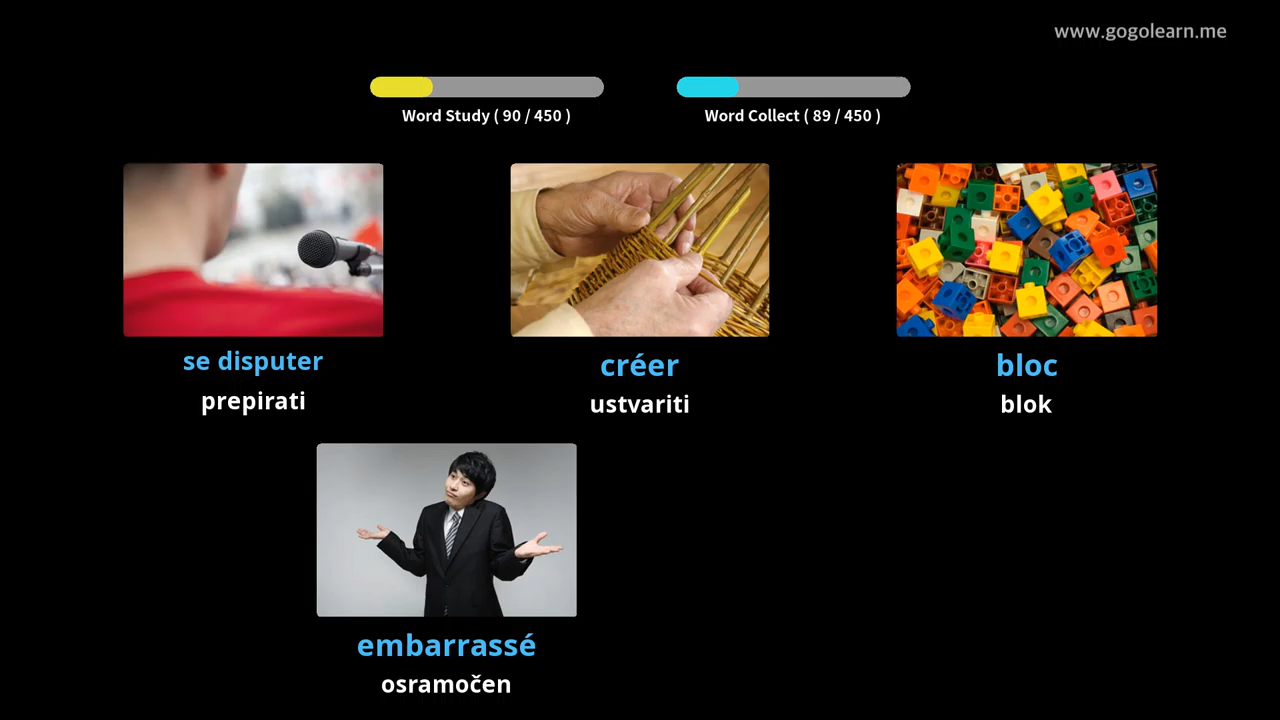 www.gogolearn.me
Word Study ( 90 / 450 )
Word Collect ( 89 / 450 )
se disputer
prepirati
créer
ustvariti
bloc
blok
embarrassé
osramočen